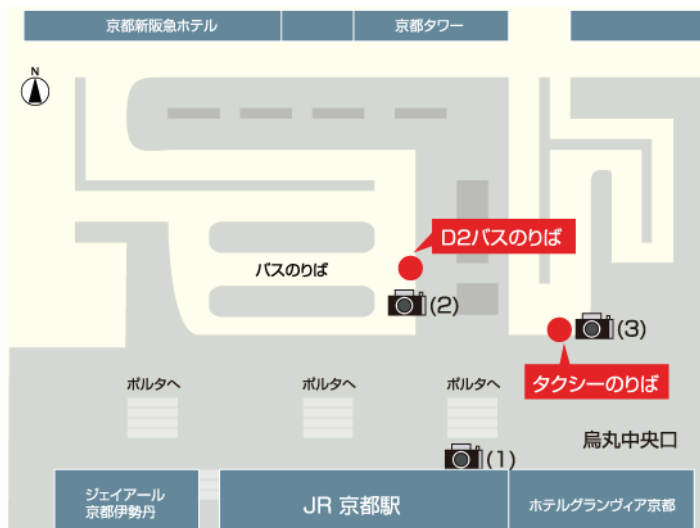 京都新阪急ホテル
京都タワー
N
D2バスのりば
バスのりば
(2)
(3)
タクシーのりば
ポルタへ
ポルタへ
ポルタへ
烏丸中央口
(1)
ジェイアール
京都伊勢丹
JR 京都駅
ホテルグランヴィア京都